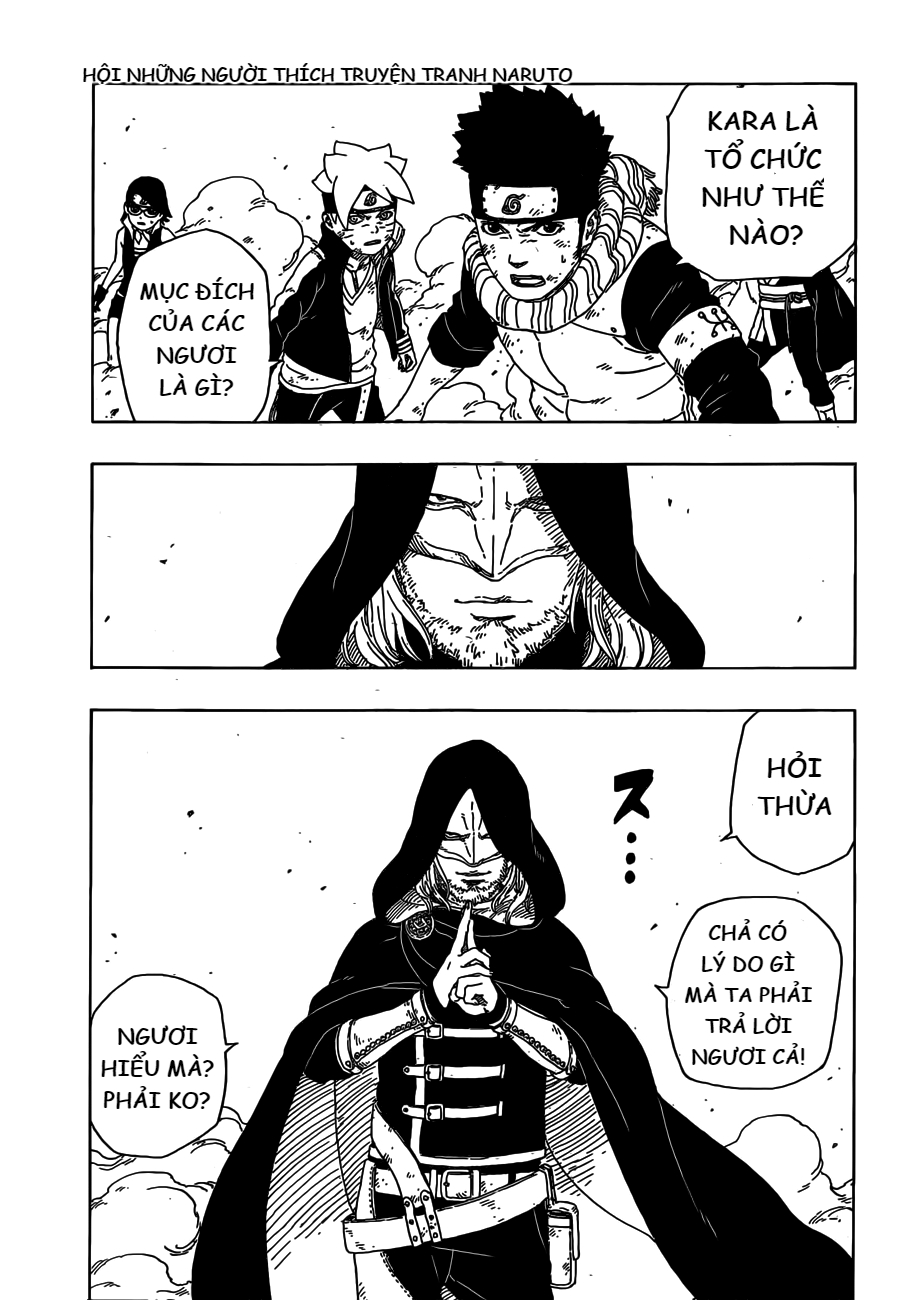 HỘI NHỮNG NGƯỜI THÍCH TRUYỆN TRANH NARUTO
KARA LÀ
TỔ CHỨC
NHƯ THẾ
NÀO?
MỤC ĐÍCH
CỦA CÁC
NGƯƠI
LÀ GÌ?
HỎI
THỪA
ス...
CHẢ CÓ
LÝ DO GÌ
MÀ TA PHẢI
TRẢ LỜI
NGƯƠI CẢ!
NGƯƠI
HIỂU MÀ?
PHẢI KO?